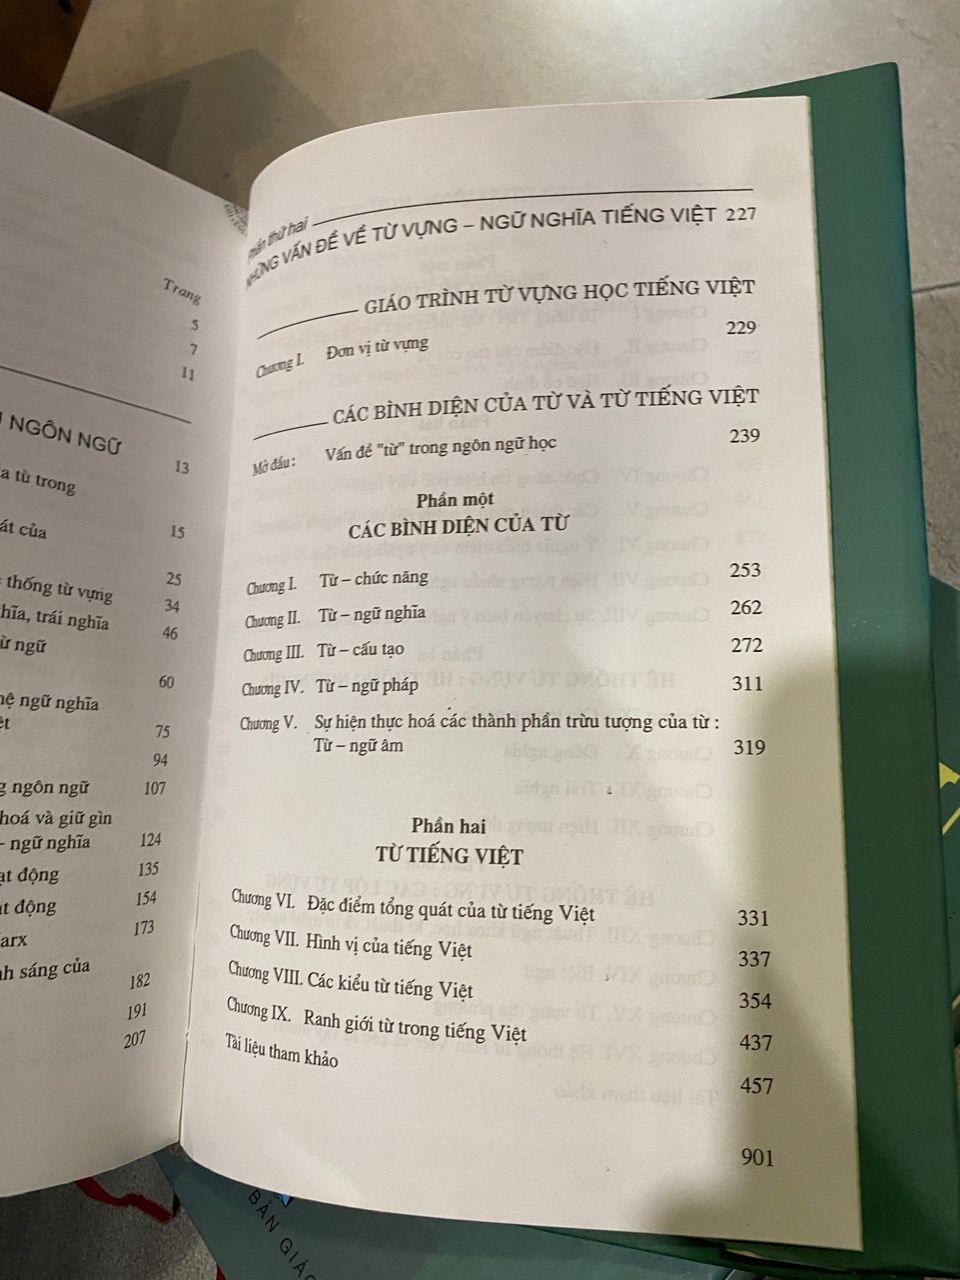 Trang
5
7
11
NGÔN NGỮ
13
a từ trong
ất của 15
25
thống từ vựng 34
hĩa, trái nghĩa 46
ừ ngữ
60
hệ ngữ nghĩa
ệt 75
94
g ngôn ngữ 107
hoá và giữ gìn
- ngữ nghĩa 124
ạt động 135
ạt động 154
arx 173
nh sáng của
182
191
207
Phần thứ hai
NHỮNG VẤN ĐỀ VỀ TỪ VỰNG – NGỮ NGHĨA TIẾNG VIỆT 227
GIÁO TRÌNH TỪ VỰNG HỌC TIẾNG VIỆT
Chương I. Đơn vị từ vựng 229
CÁC BÌNH DIỆN CỦA TỪ VÀ TỪ TIẾNG VIỆT
Mở đầu : Vấn đề "từ" trong ngôn ngữ học 239
Phần một
CÁC BÌNH DIỆN CỦA TỪ
Chương I. Từ – chức năng 253
Chương II. Từ – ngữ nghĩa 262
Chương III. Từ – cấu tạo 272
Chương IV. Từ – ngữ pháp 311
Chương V. Sự hiện thực hoá các thành phần trừu tượng của từ :
Từ – ngữ âm 319
Phần hai
TỪ TIẾNG VIỆT
Chương VI. Đặc điểm tổng quát của từ tiếng Việt 331
Chương VII. Hình vị của tiếng Việt 337
Chương VIII. Các kiểu từ tiếng Việt 354
Chương IX. Ranh giới từ trong tiếng Việt 437
Tài liệu tham khảo 457
901
BẢN GIÁO